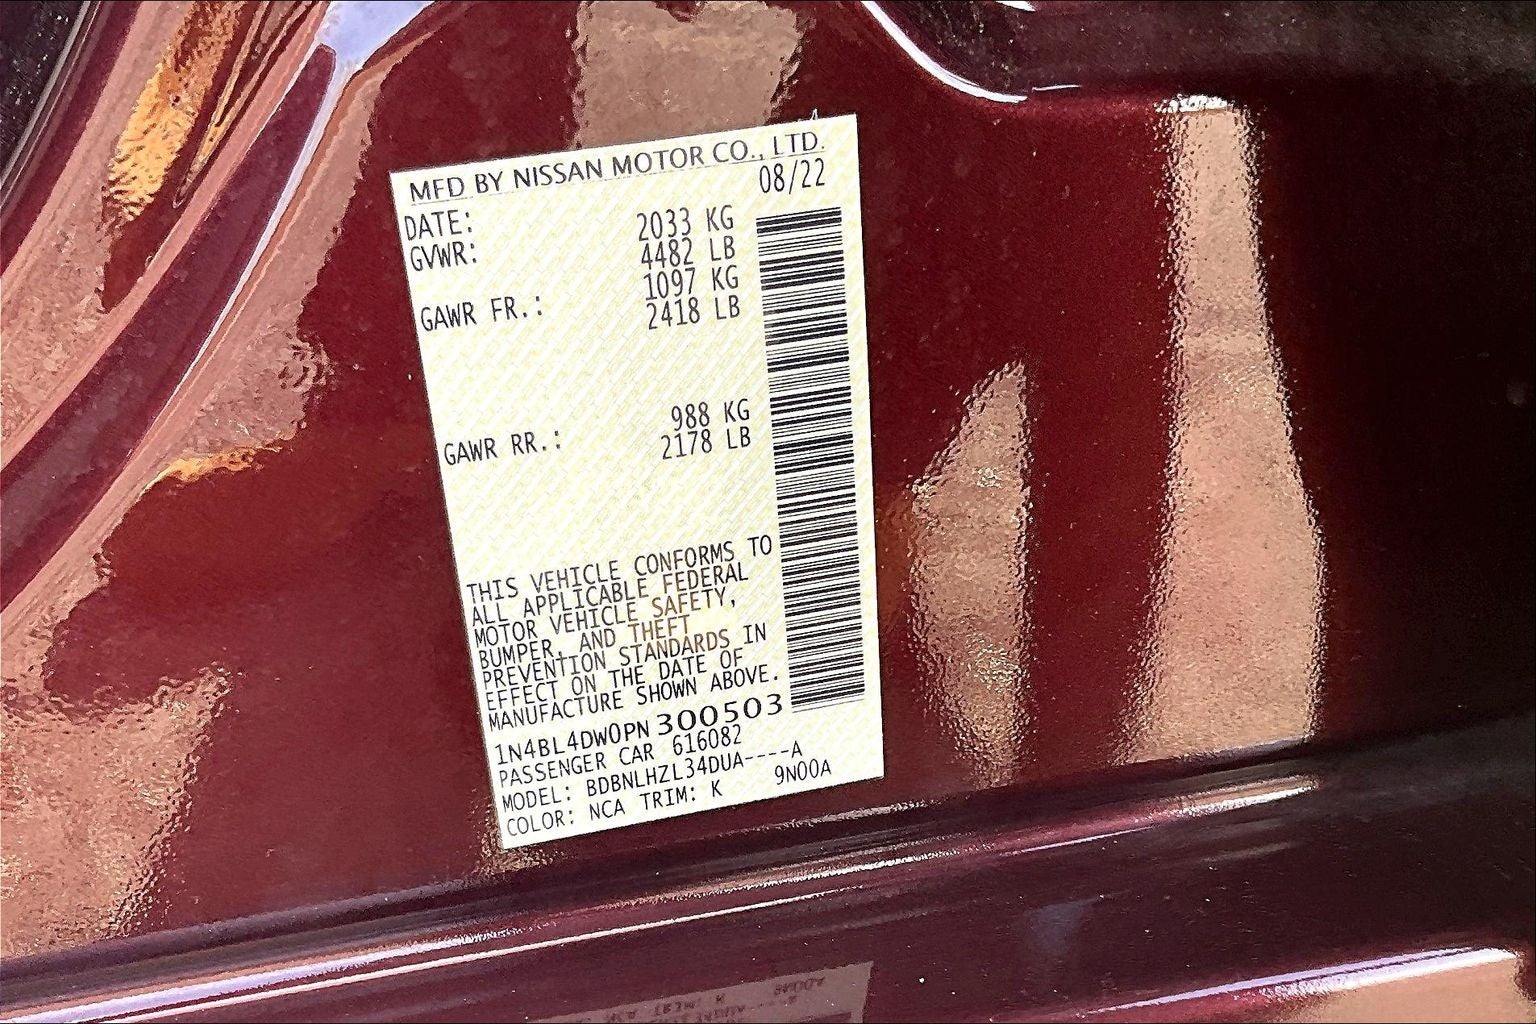 MFD BY NISSAN MOTOR CO., LTD.
DATE: 08/22
GVWR: 2033 KG
4482 LB
GAWR FR.: 1097 KG
2418 LB
GAWR RR.: 988 KG
2178 LB
THIS VEHICLE CONFORMS TO
ALL APPLICABLE FEDERAL
MOTOR VEHICLE SAFETY,
BUMPER, AND THEFT
PREVENTION STANDARDS IN
EFFECT ON THE DATE OF
MANUFACTURE SHOWN ABOVE.
1N4BL4DW0PN300503
PASSENGER CAR 616082
MODEL: BDBNLHZL34DUA----A
COLOR: NCA TRIM: K 9N00A